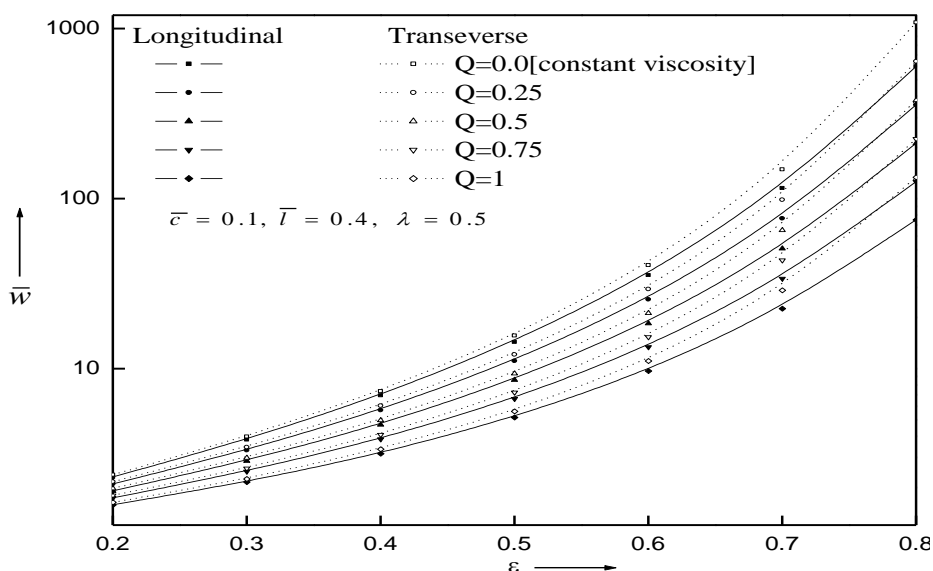 1000
Longitudinal Transeverse
Q=0.0[constant viscosity]
Q=0.25
Q=0.5
Q=0.75
Q=1
100
c̅ = 0.1, l̅ = 0.4, λ = 0.5
w̅
10
0.2 0.3 0.4 0.5 0.6 0.7 0.8
ε